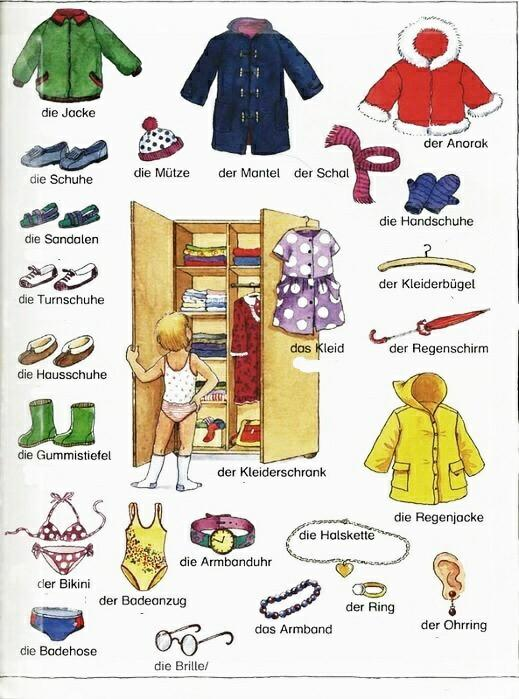 die Jacke
die Mütze
der Mantel
der Schal
der Anorak
die Schuhe
die Handschuhe
die Sandalen
der Kleiderbügel
die Turnschuhe
das Kleid
der Regenschirm
die Hausschuhe
die Gummistiefel
der Kleiderschrank
die Regenjacke
die Halskette
die Armbanduhr
der Bikini
der Badeanzug
der Ring
das Armband
der Ohrring
die Badehose
die Brille/